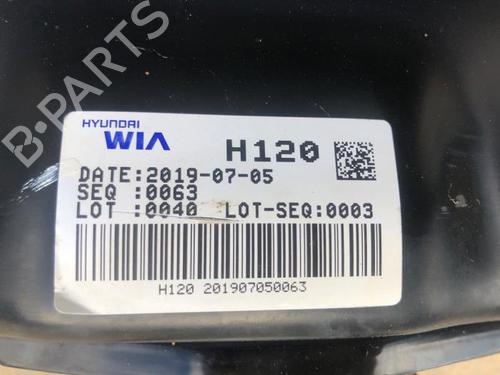 B-PARTS
HYUNDAI
WIA
H120
DATE:2019-07-05
SEQ :0063
LOT :0040 LOT-SEQ:0003
H120 201907050063